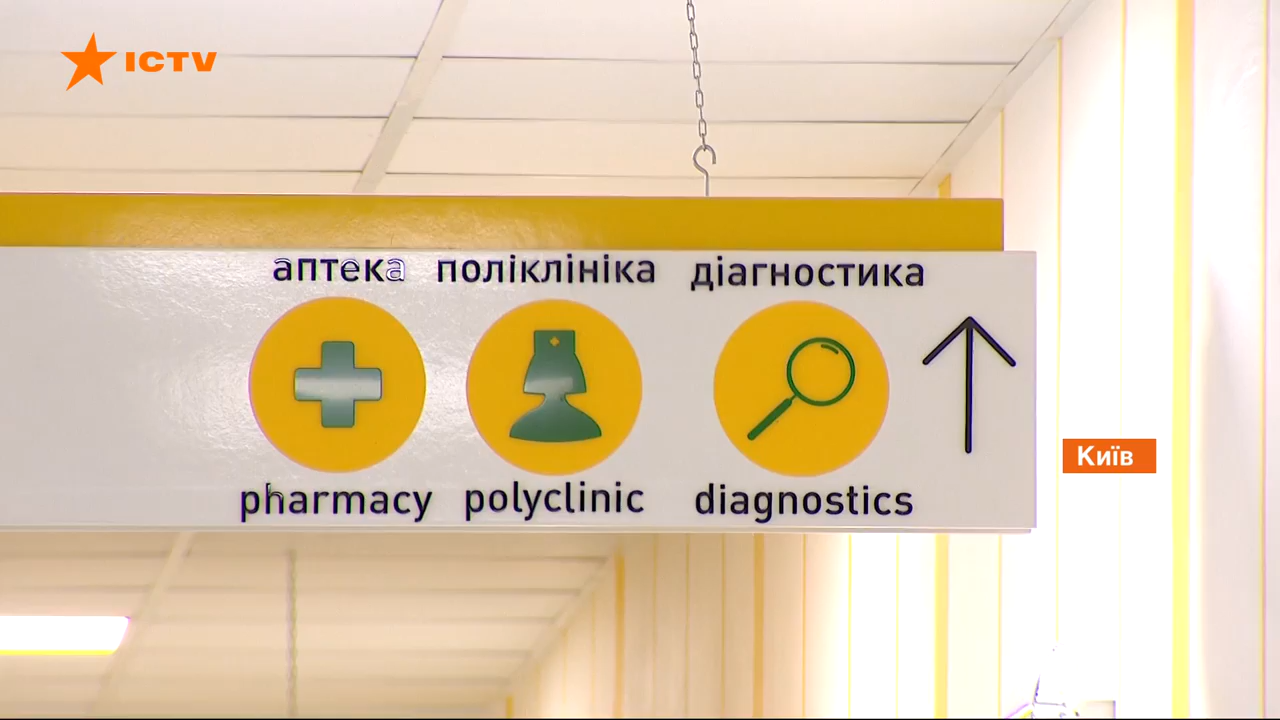 ICTV
аптека поліклініка діагностика
pharmacy polyclinic diagnostics
Київ